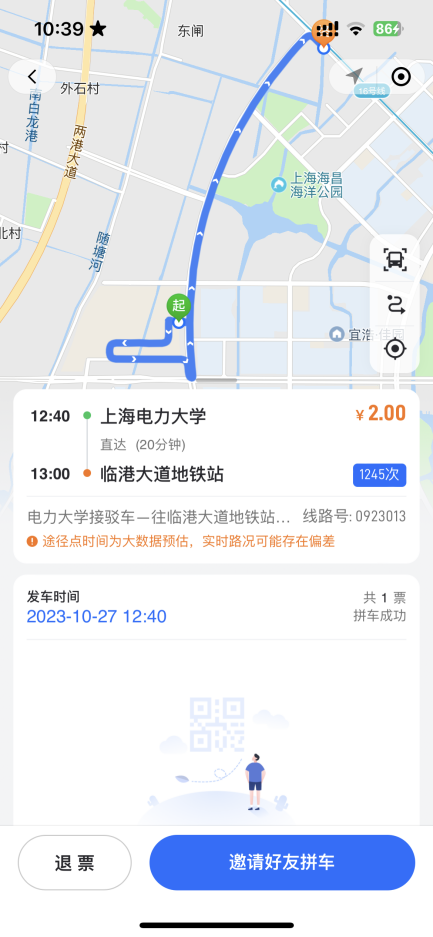 10:39
86
东闸
外石村
南白龙港
两港大道
村
北村
随塘河
16号线
上海海昌
海洋公园
起
宜浩佳园
12:40 上海电力大学 ¥2.00
直达 (20分钟)
13:00 临港大道地铁站 1245次
电力大学接驳车—往临港大道地铁站... 线路号: 0923013
途径点时间为大数据预估，实时路况可能存在偏差
发车时间 共 1 票
2023-10-27 12:40 拼车成功
退 票 邀请好友拼车